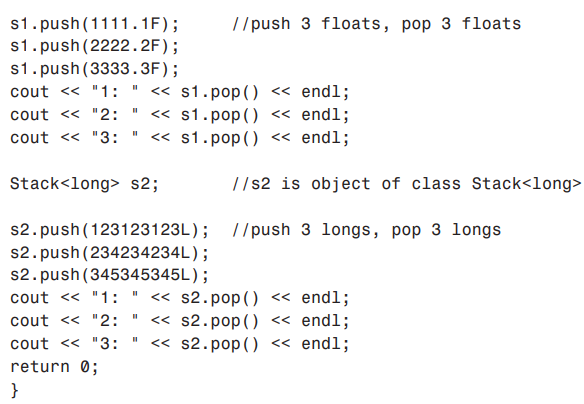 s1.push(1111.1F);     //push 3 floats, pop 3 floats
s1.push(2222.2F);
s1.push(3333.3F);
cout << "1: " << s1.pop() << endl;
cout << "2: " << s1.pop() << endl;
cout << "3: " << s1.pop() << endl;
Stack<long> s2;       //s2 is object of class Stack<long>
s2.push(123123123L);  //push 3 longs, pop 3 longs
s2.push(234234234L);
s2.push(345345345L);
cout << "1: " << s2.pop() << endl;
cout << "2: " << s2.pop() << endl;
cout << "3: " << s2.pop() << endl;
return 0;
}